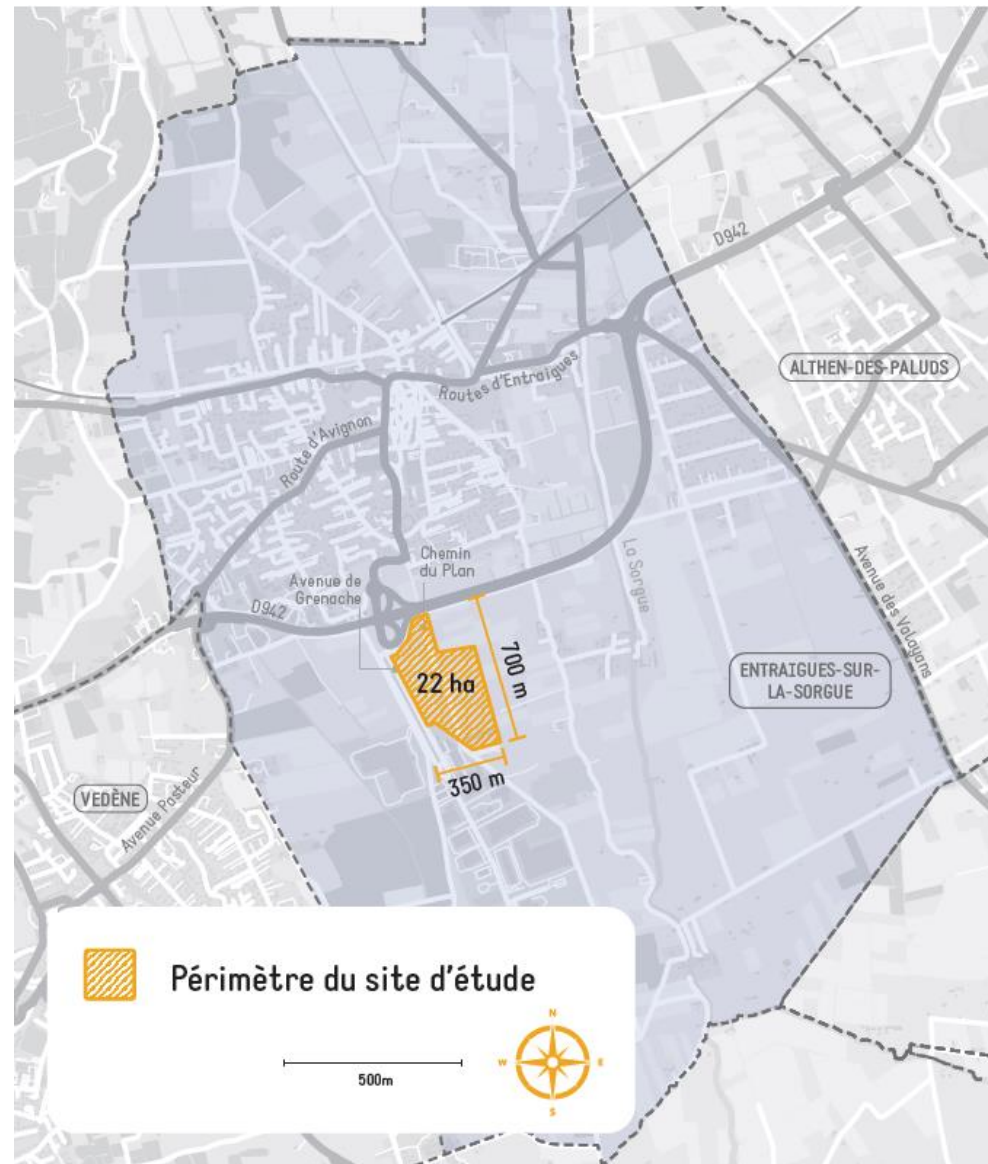 D942
ALTHEN-DES-PALUDS
Routes d'Entraigues
Route d'Avignon
Chemin
du Plan
Avenue de
Grenache
D942
La Sorgue
Avenue des Valayans
700 m
22 ha
ENTRAIGUES-SUR-
LA-SORGUE
350 m
VEDÈNE
Avenue Pasteur
Périmètre du site d'étude
500m
N
W
E
S